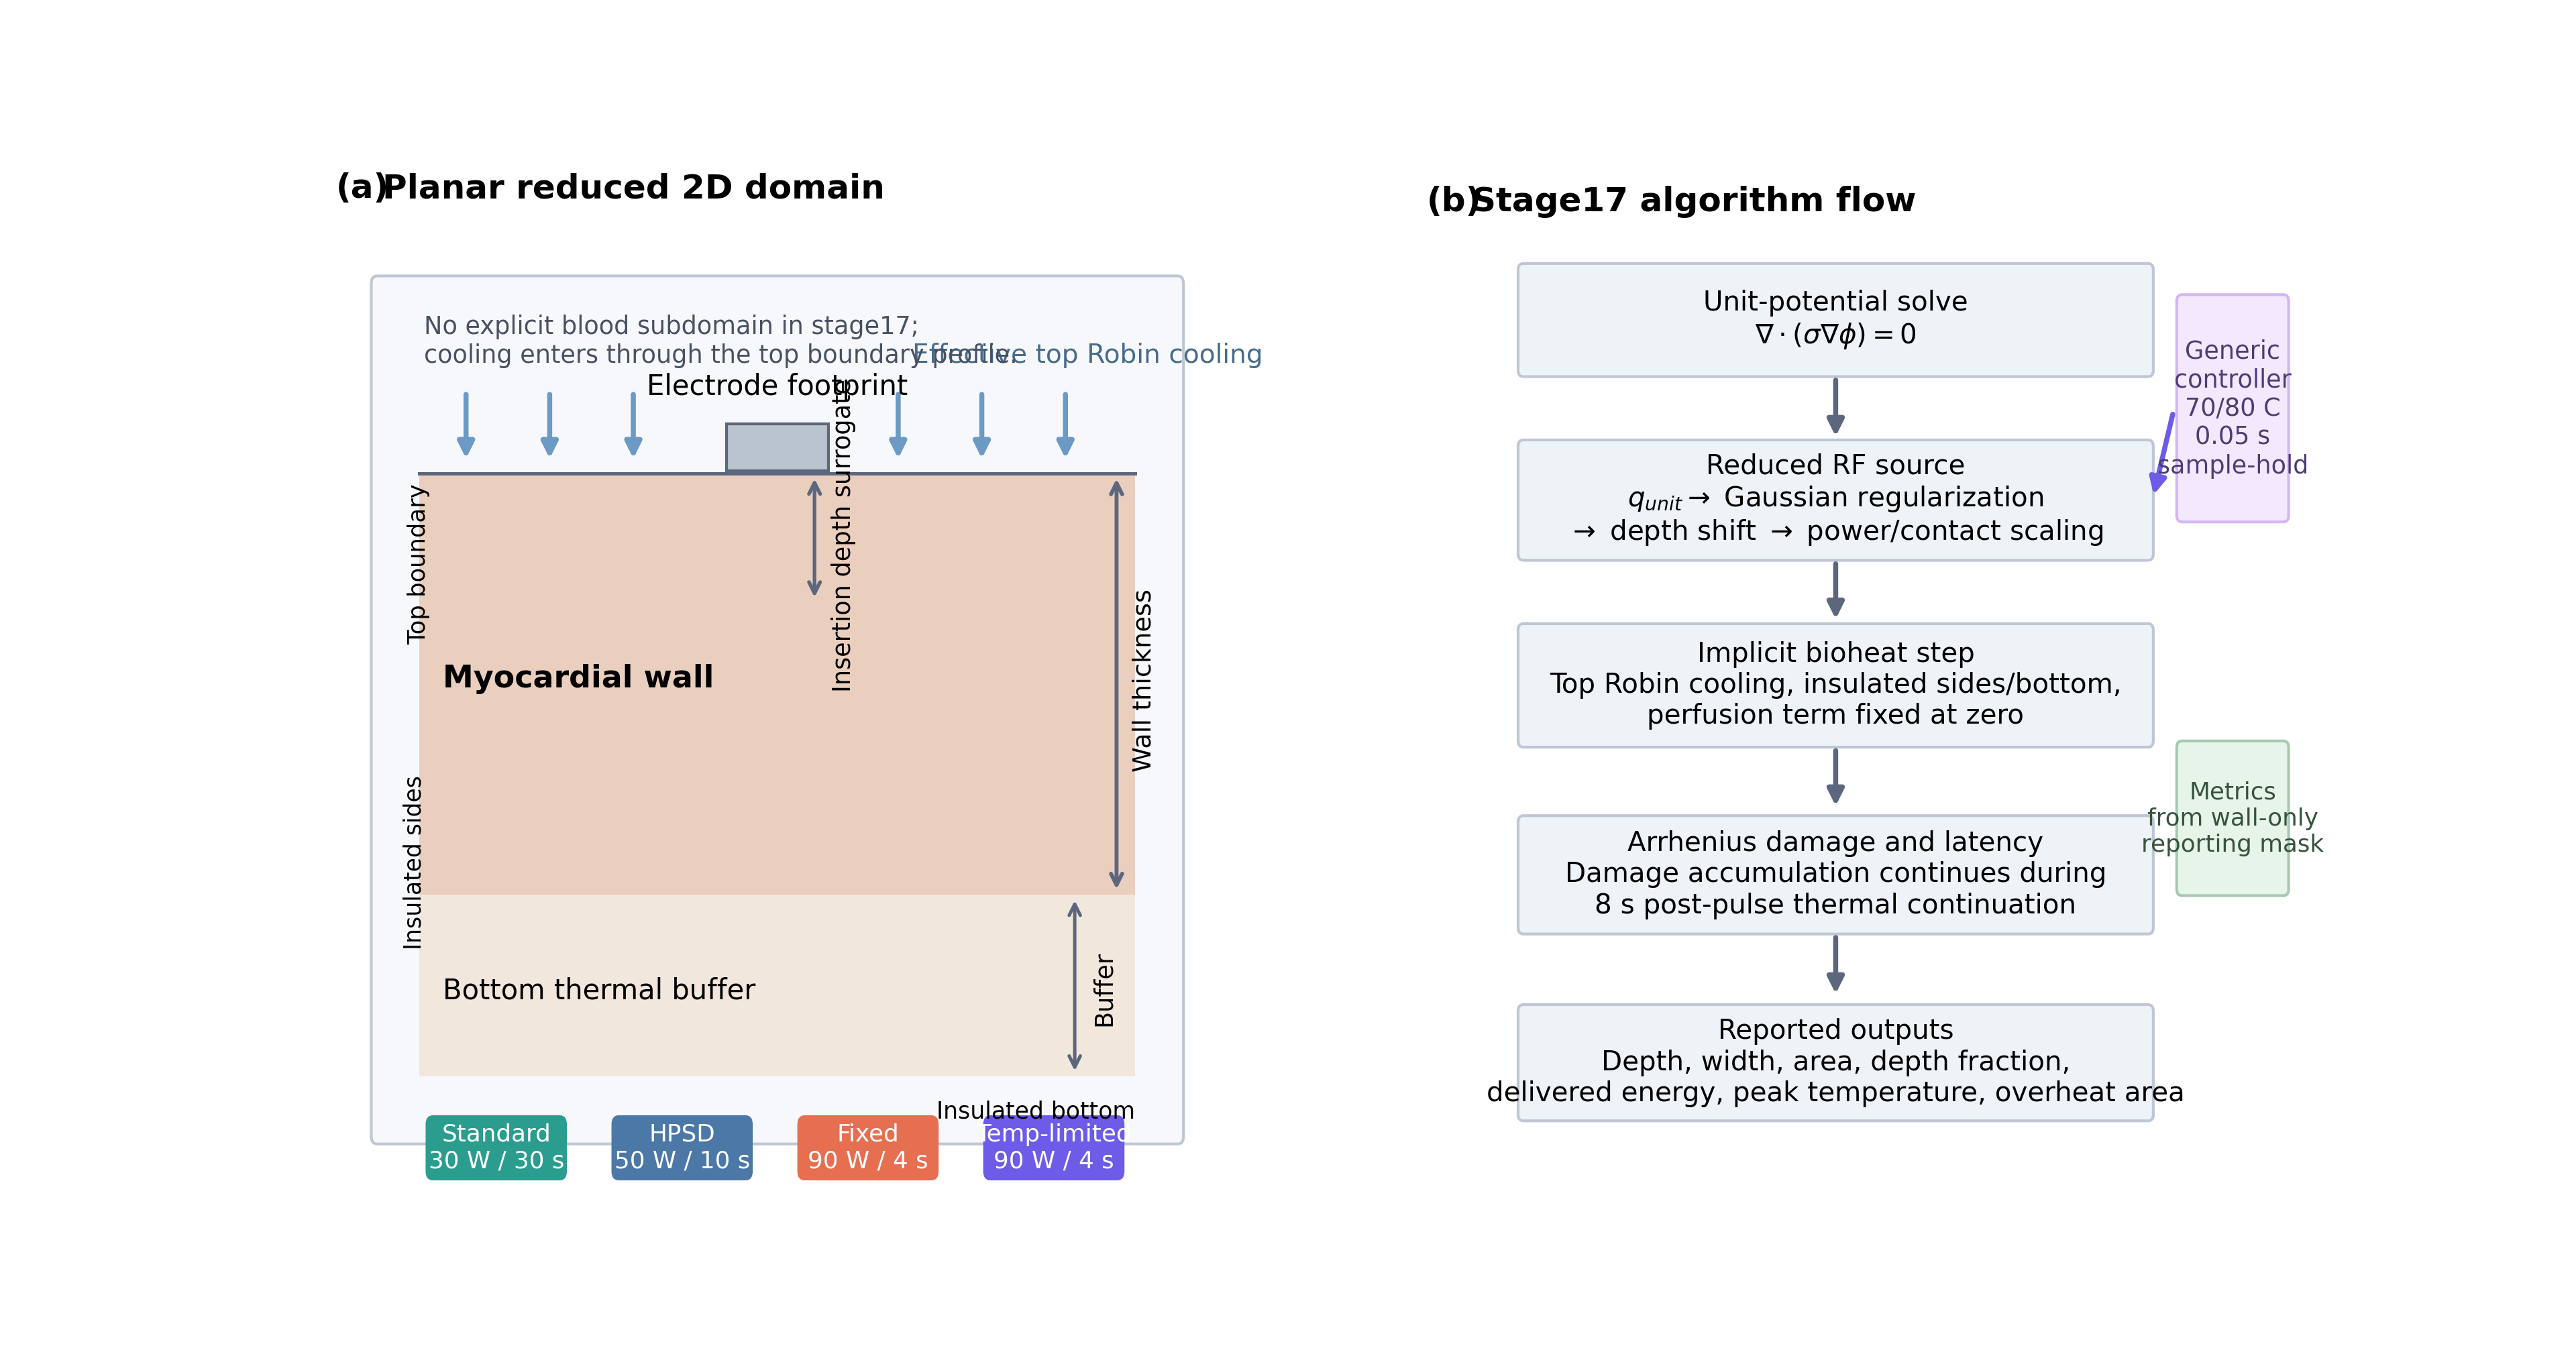 (a) Planar reduced 2D domain
No explicit blood subdomain in stage17;
cooling enters through the top boundary profile.
Effective top Robin cooling
Electrode footprint
Insertion depth surrogate
Top boundary
Myocardial wall
Wall thickness
Insulated sides
Bottom thermal buffer
Buffer
Insulated bottom
Standard
30 W / 30 s
HPSD
50 W / 10 s
Fixed
90 W / 4 s
Temp-limited
90 W / 4 s
(b) Stage17 algorithm flow
Unit-potential solve
∇ · (σ∇ϕ) = 0
Reduced RF source
q_unit → Gaussian regularization
→ depth shift → power/contact scaling
Implicit bioheat step
Top Robin cooling, insulated sides/bottom,
perfusion term fixed at zero
Arrhenius damage and latency
Damage accumulation continues during
8 s post-pulse thermal continuation
Reported outputs
Depth, width, area, depth fraction,
delivered energy, peak temperature, overheat area
Generic
controller
70/80 C
0.05 s
sample-hold
Metrics
from wall-only
reporting mask